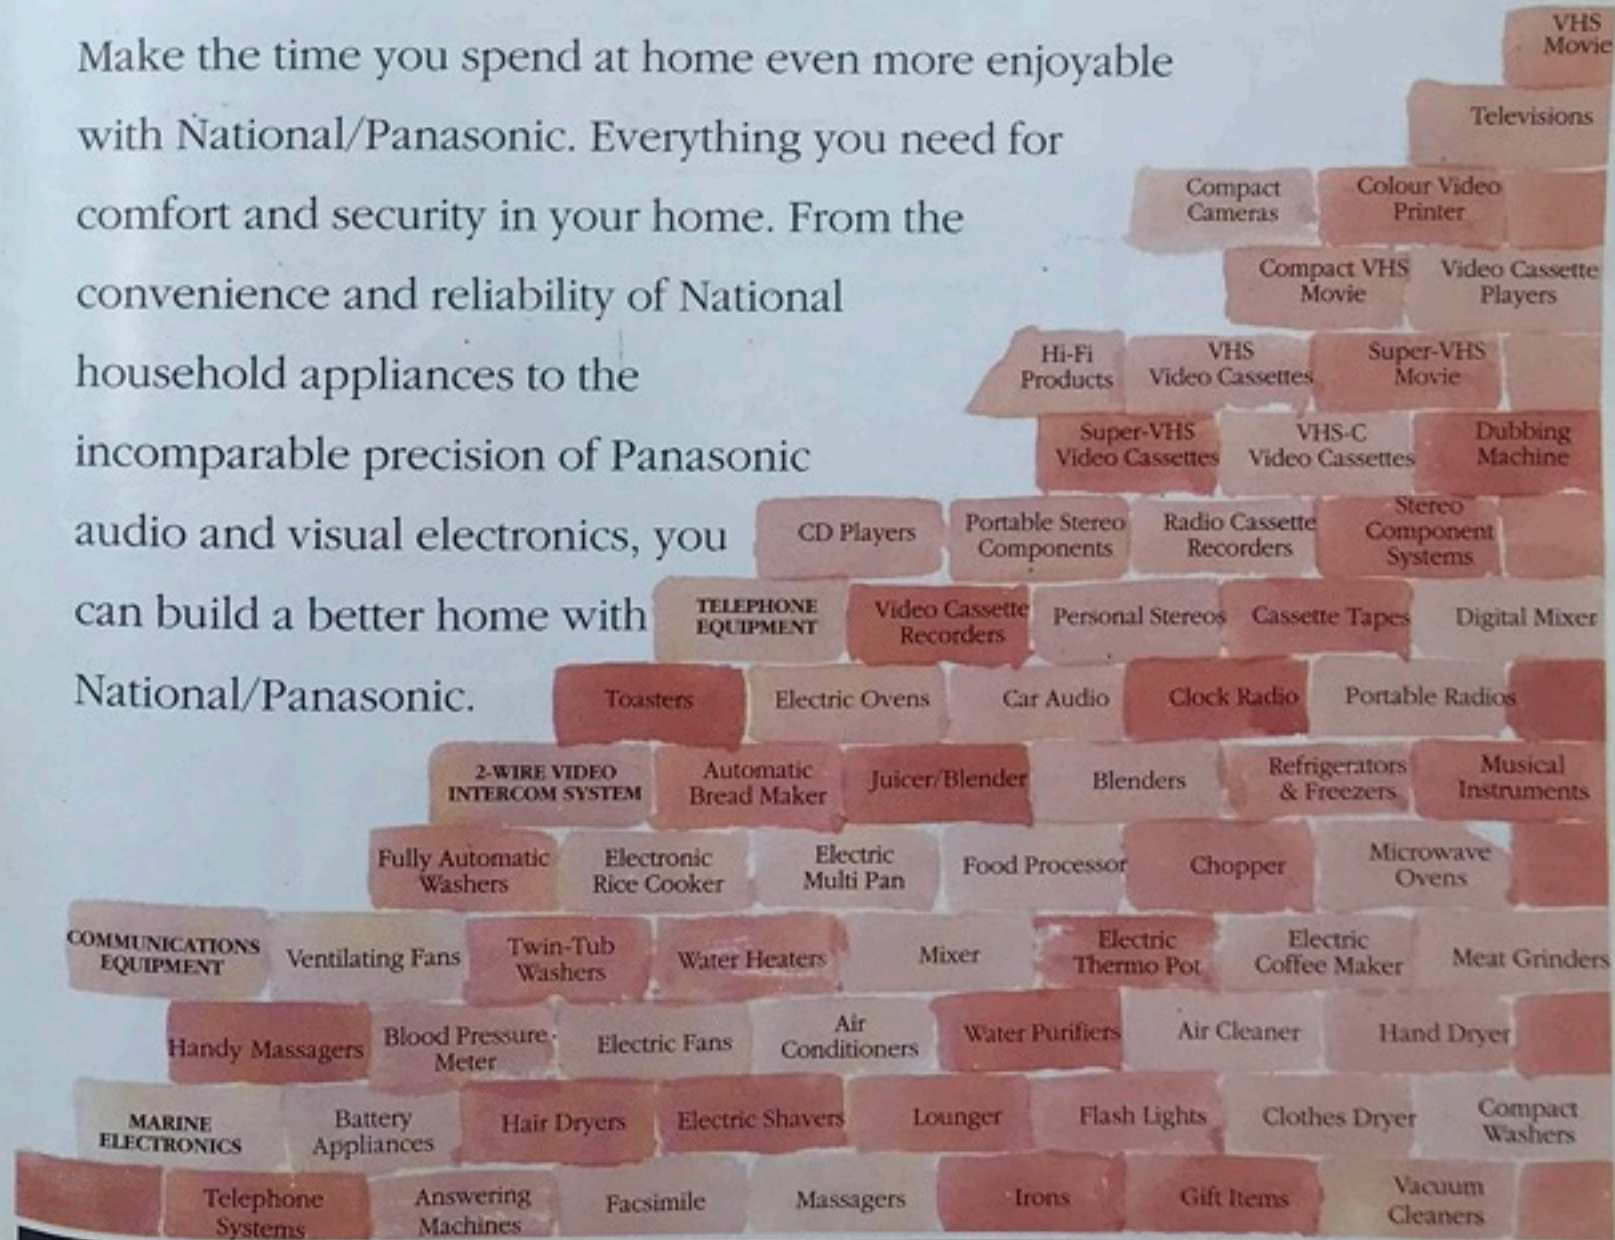 Make the time you spend at home even more enjoyable
with National/Panasonic. Everything you need for
comfort and security in your home. From the
convenience and reliability of National
household appliances to the
incomparable precision of Panasonic
audio and visual electronics, you
can build a better home with
National/Panasonic.
VHS
Movie
Televisions
Compact
Cameras
Colour Video
Printer
Compact VHS
Movie
Video Cassette
Players
Hi-Fi
Products
VHS
Video Cassettes
Super-VHS
Movie
Super-VHS
Video Cassettes
VHS-C
Video Cassettes
Dubbing
Machine
CD Players
Portable Stereo
Components
Radio Cassette
Recorders
Stereo
Component
Systems
TELEPHONE
EQUIPMENT
Video Cassette
Recorders
Personal Stereos
Cassette Tapes
Digital Mixer
Toasters
Electric Ovens
Car Audio
Clock Radio
Portable Radios
2-WIRE VIDEO
INTERCOM SYSTEM
Automatic
Bread Maker
Juicer/Blender
Blenders
Refrigerators
& Freezers
Musical
Instruments
Fully Automatic
Washers
Electronic
Rice Cooker
Electric
Multi Pan
Food Processor
Chopper
Microwave
Ovens
COMMUNICATIONS
EQUIPMENT
Ventilating Fans
Twin-Tub
Washers
Water Heaters
Mixer
Electric
Thermo Pot
Electric
Coffee Maker
Meat Grinders
Handy Massagers
Blood Pressure
Meter
Electric Fans
Air
Conditioners
Water Purifiers
Air Cleaner
Hand Dryer
MARINE
ELECTRONICS
Battery
Appliances
Hair Dryers
Electric Shavers
Lounger
Flash Lights
Clothes Dryer
Compact
Washers
Telephone
Systems
Answering
Machines
Facsimile
Massagers
Irons
Gift Items
Vacuum
Cleaners